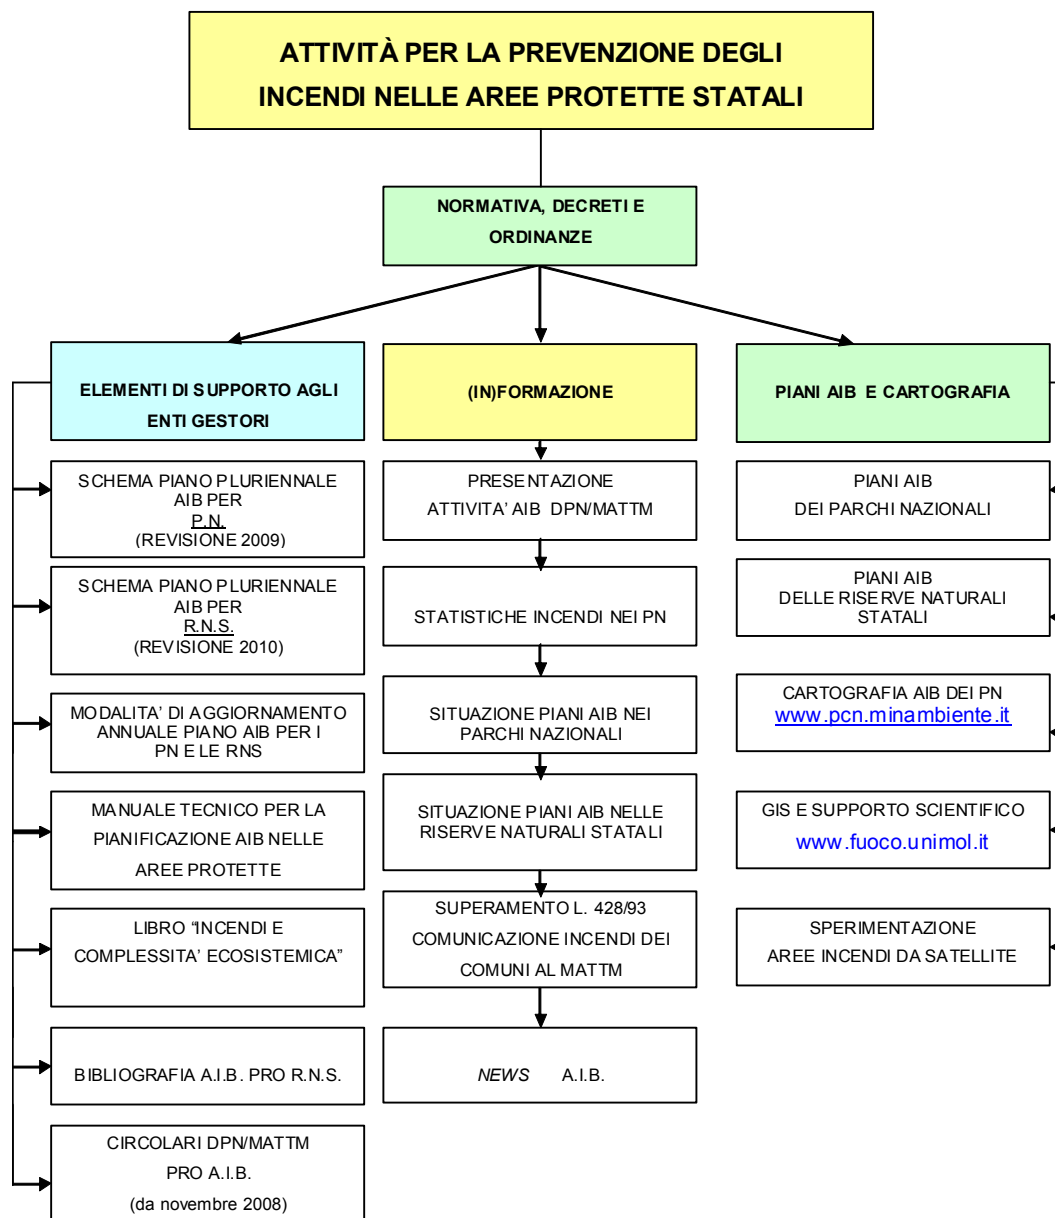 ATTIVITÀ PER LA PREVENZIONE DEGLI
INCENDI NELLE AREE PROTETTE STATALI
NORMATIVA, DECRETI E
ORDINANZE
ELEMENTI DI SUPPORTO AGLI
ENTI GESTORI
SCHEMA PIANO PLURIENNALE
AIB PER
P.N.
(REVISIONE 2009)
SCHEMA PIANO PLURIENNALE
AIB PER
R.N.S.
(REVISIONE 2010)
MODALITA' DI AGGIORNAMENTO
ANNUALE PIANO AIB PER I
PN E LE RNS
MANUALE TECNICO PER LA
PIANIFICAZIONE AIB NELLE
AREE PROTETTE
LIBRO "INCENDI E
COMPLESSITA' ECOSISTEMICA"
BIBLIOGRAFIA A.I.B. PRO R.N.S.
CIRCOLARI DPN/MATTM
PRO A.I.B.
(da novembre 2008)
(IN)FORMAZIONE
PRESENTAZIONE
ATTIVITA' AIB DPN/MATTM
STATISTICHE INCENDI NEI PN
SITUAZIONE PIANI AIB NEI
PARCHI NAZIONALI
SITUAZIONE PIANI AIB NELLE
RISERVE NATURALI STATALI
SUPERAMENTO L. 428/93
COMUNICAZIONE INCENDI DEI
COMUNI AL MATTM
NEWS A.I.B.
PIANI AIB E CARTOGRAFIA
PIANI AIB
DEI PARCHI NAZIONALI
PIANI AIB
DELLE RISERVE NATURALI
STATALI
CARTOGRAFIA AIB DEI PN
www.pcn.minambiente.it
GIS E SUPPORTO SCIENTIFICO
www.fuoco.unimol.it
SPERIMENTAZIONE
AREE INCENDI DA SATELLITE